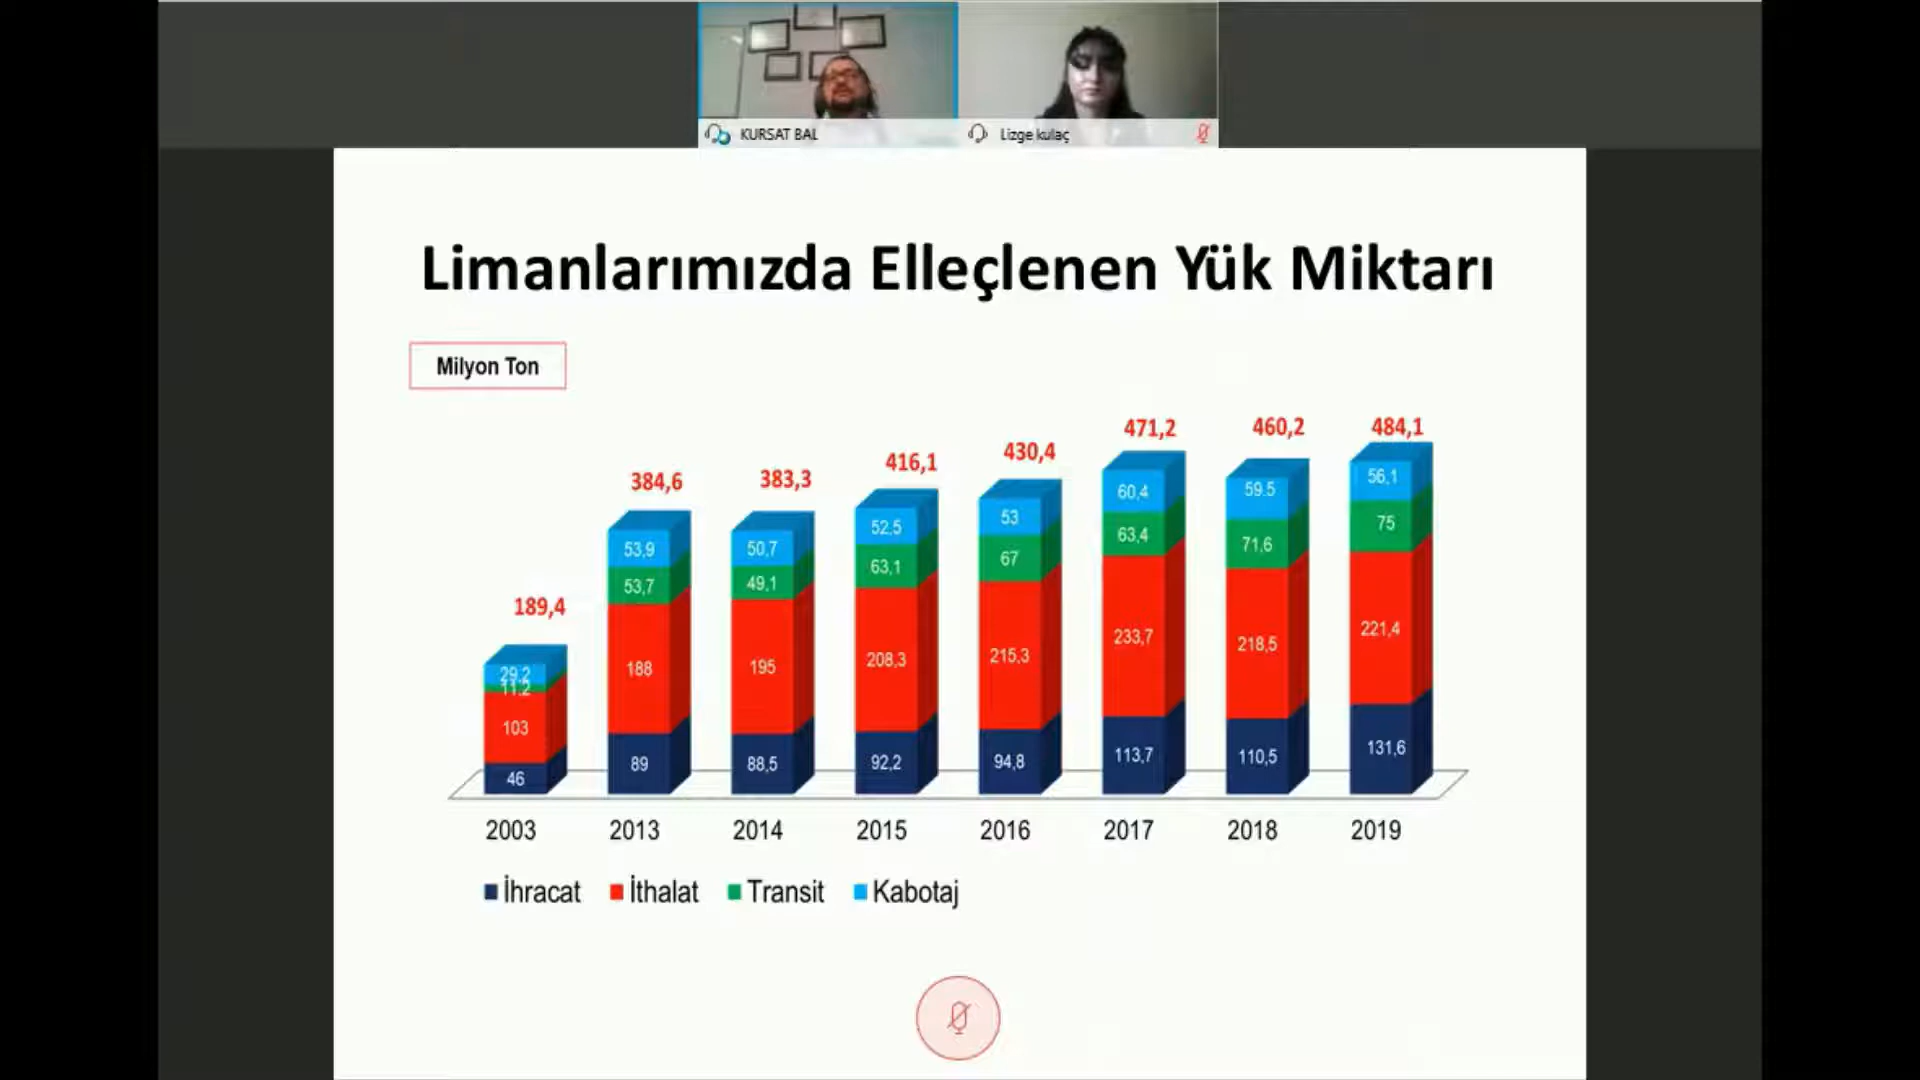 KURSAT BAL
Lizge kulaç
Limanlarımızda Elleçlenen Yük Miktarı
Milyon Ton
189,4 384,6 383,3 416,1 430,4 471,2 460,2 484,1
29,2 53,9 50,7 52,5 53 60,4 59.5 56,1
11.2 53,7 49,1 63,1 67 63,4 71,6 75
103 188 195 208,3 215,3 233,7 218,5 221,4
46 89 88,5 92,2 94,8 113,7 110,5 131,6
2003 2013 2014 2015 2016 2017 2018 2019
İhracat İthalat Transit Kabotaj